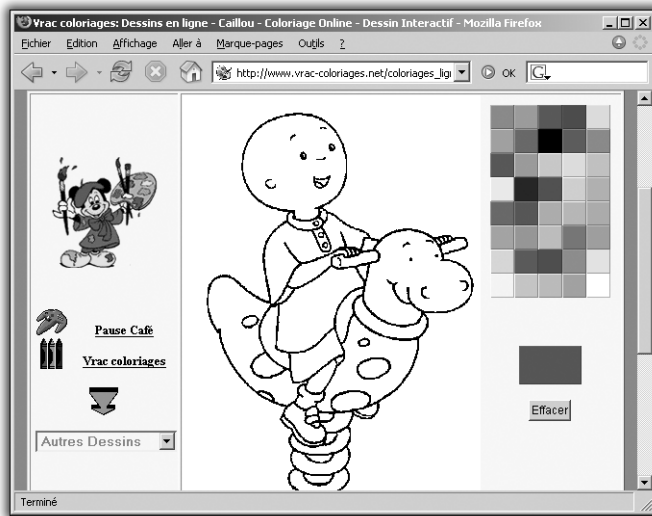 Vrac coloriages: Dessins en ligne - Caillou - Coloriage Online - Dessin Interactif - Mozilla Firefox
Fichier Edition Affichage Aller à Marque-pages Outils ?
http://www.vrac-coloriages.net/coloriages_lig OK G
Pause Café
Vrac coloriages
Autres Dessins
Effacer
Terminé